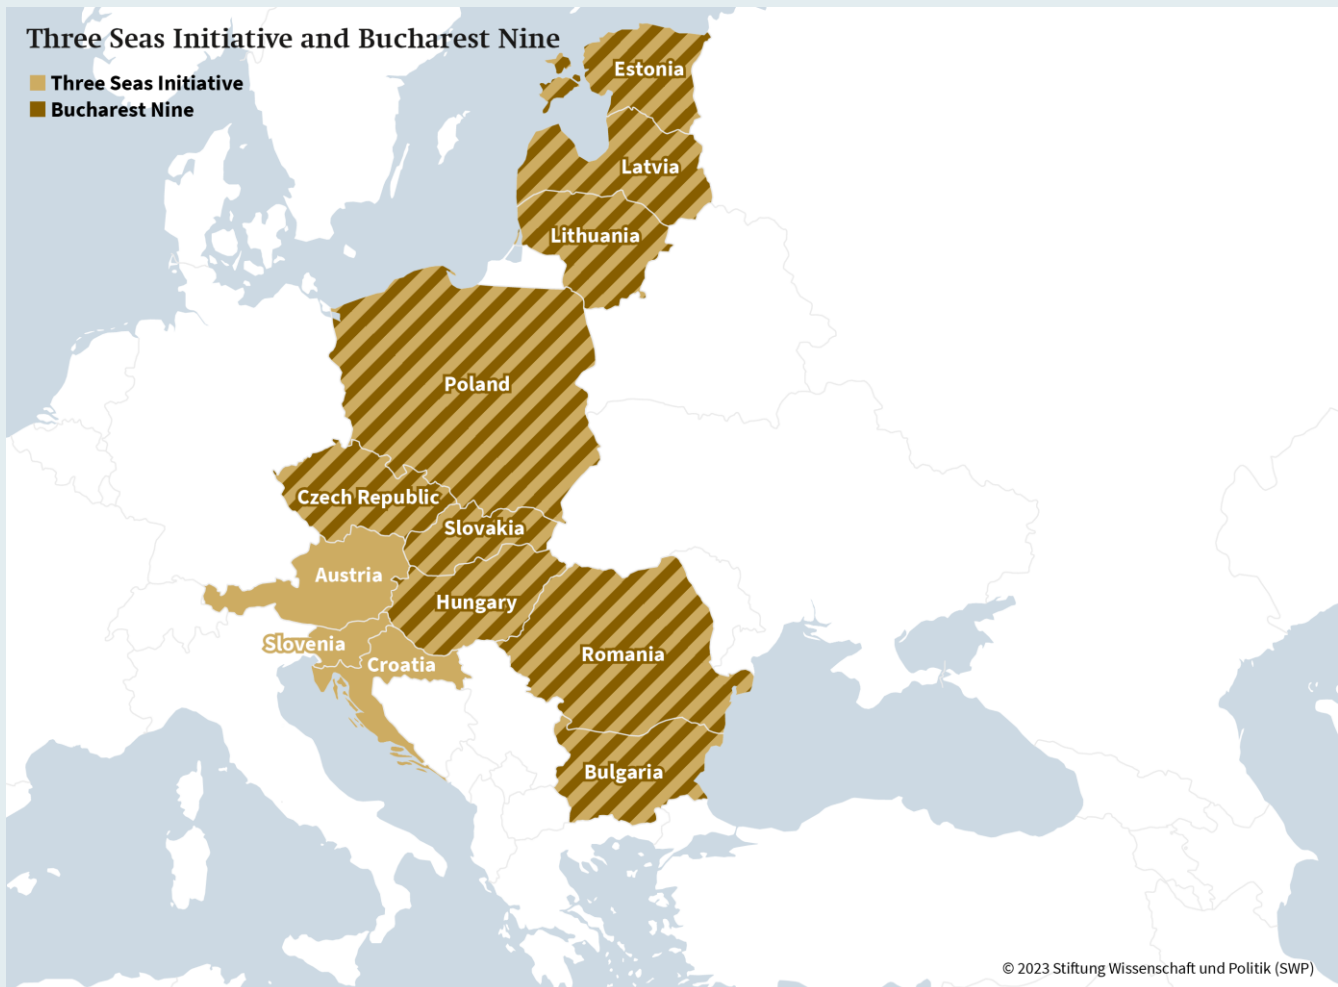 Three Seas Initiative and Bucharest Nine
Three Seas Initiative
Bucharest Nine
Estonia
Latvia
Lithuania
Poland
Czech Republic
Slovakia
Austria
Hungary
Slovenia
Croatia
Romania
Bulgaria
© 2023 Stiftung Wissenschaft und Politik (SWP)